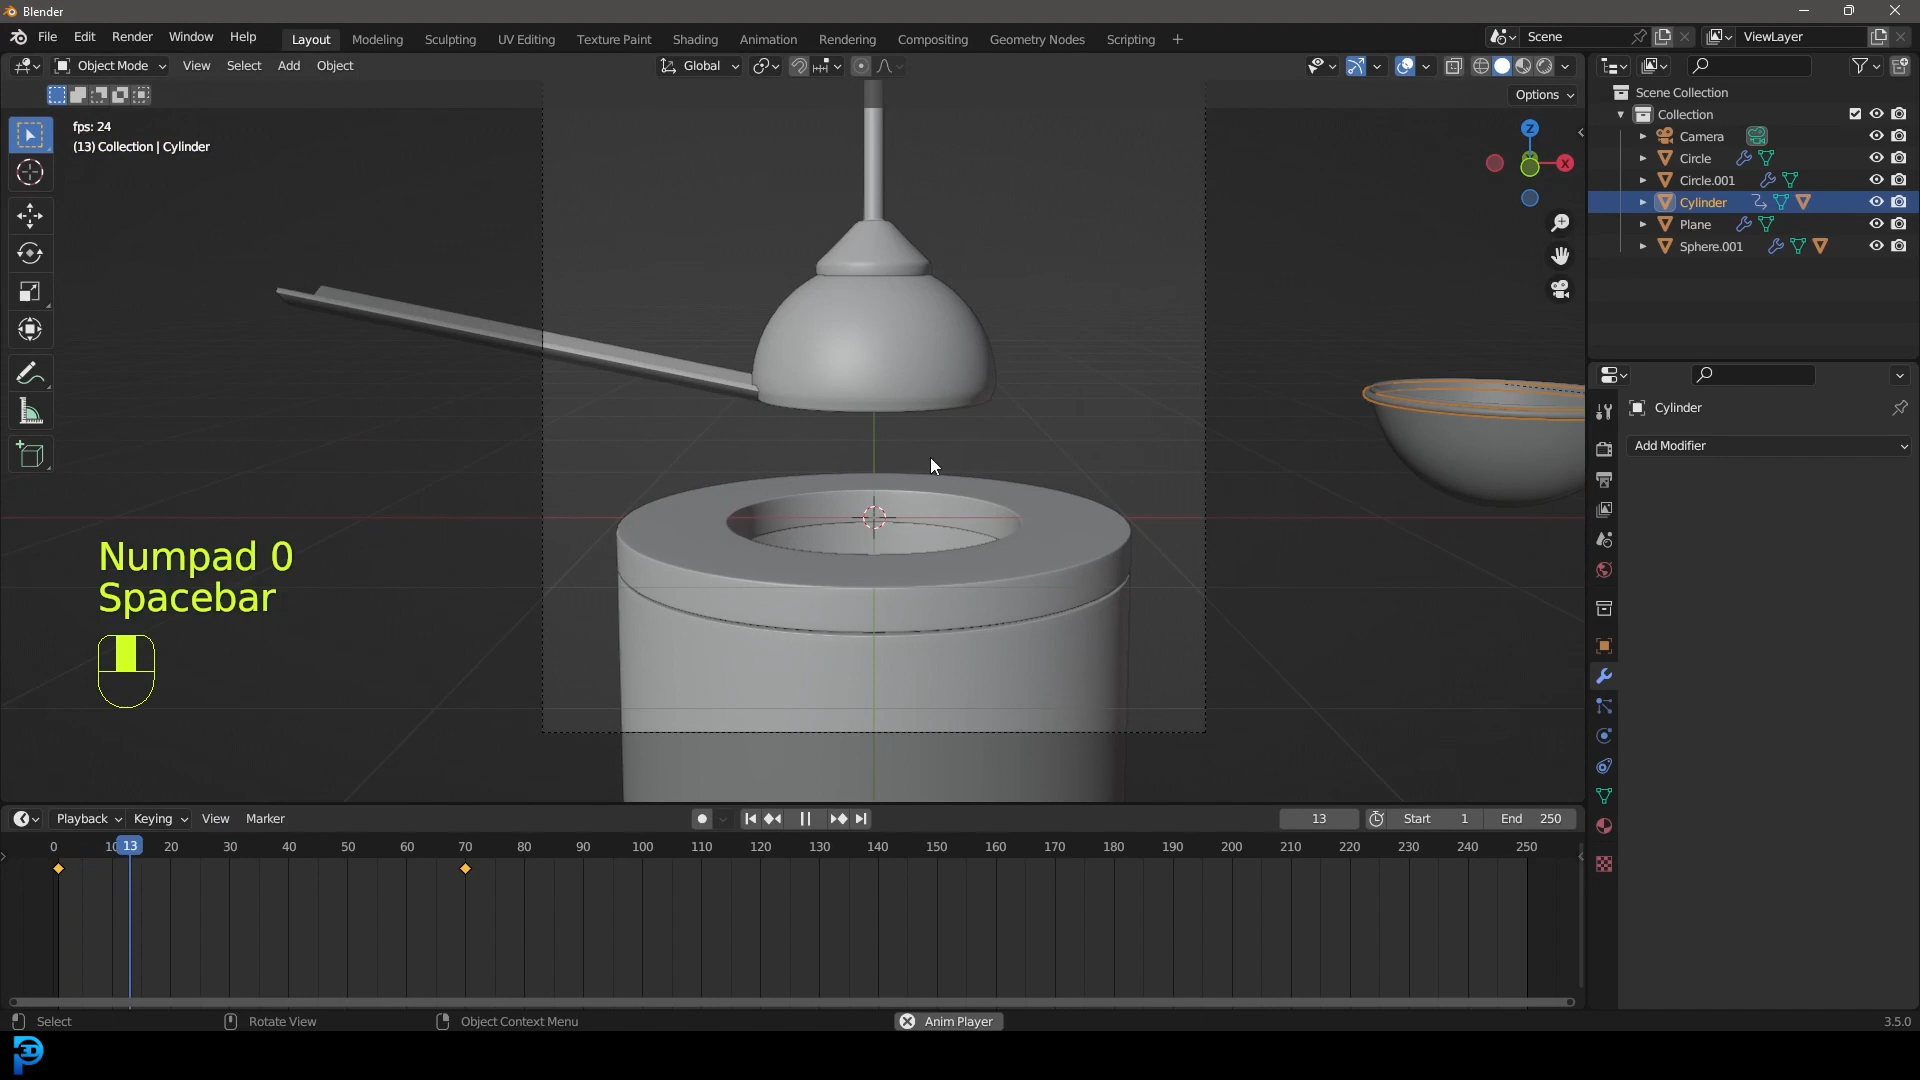 Blender
File Edit Render Window Help Layout Modeling Sculpting UV Editing Texture Paint Shading Animation Rendering Compositing Geometry Nodes Scripting + Scene ViewLayer
Object Mode View Select Add Object Global
Options
fps: 24
(13) Collection | Cylinder
Z
X
Numpad 0
Spacebar
Scene Collection
Collection
Camera
Circle
Circle.001
Cylinder
Plane
Sphere.001
Cylinder
Add Modifier
Playback Keying View Marker 13 Start 1 End 250
0 10 13 20 30 40 50 60 70 80 90 100 110 120 130 140 150 160 170 180 190 200 210 220 230 240 250
Select Rotate View Object Context Menu Anim Player 3.5.0